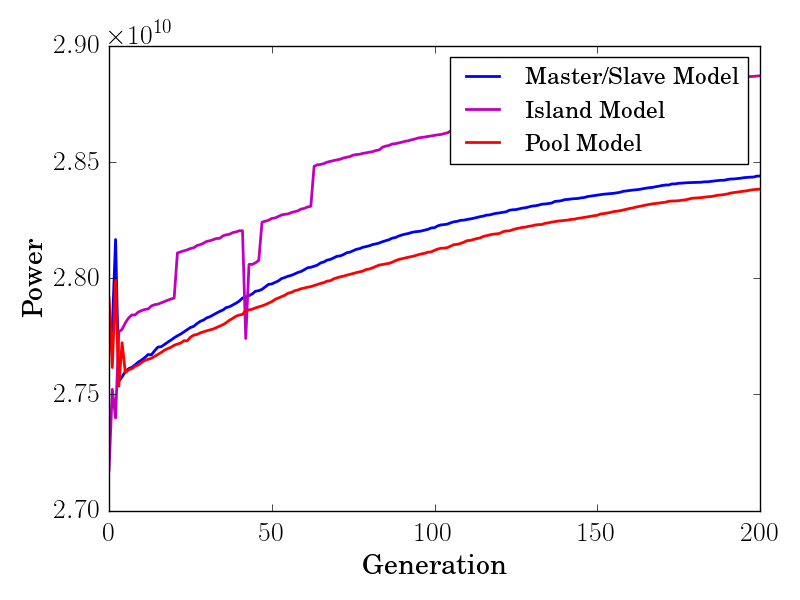 ×10^10
2.90
2.85
2.80
2.75
2.70
Power
0
50
100
150
200
Generation
Master/Slave Model
Island Model
Pool Model